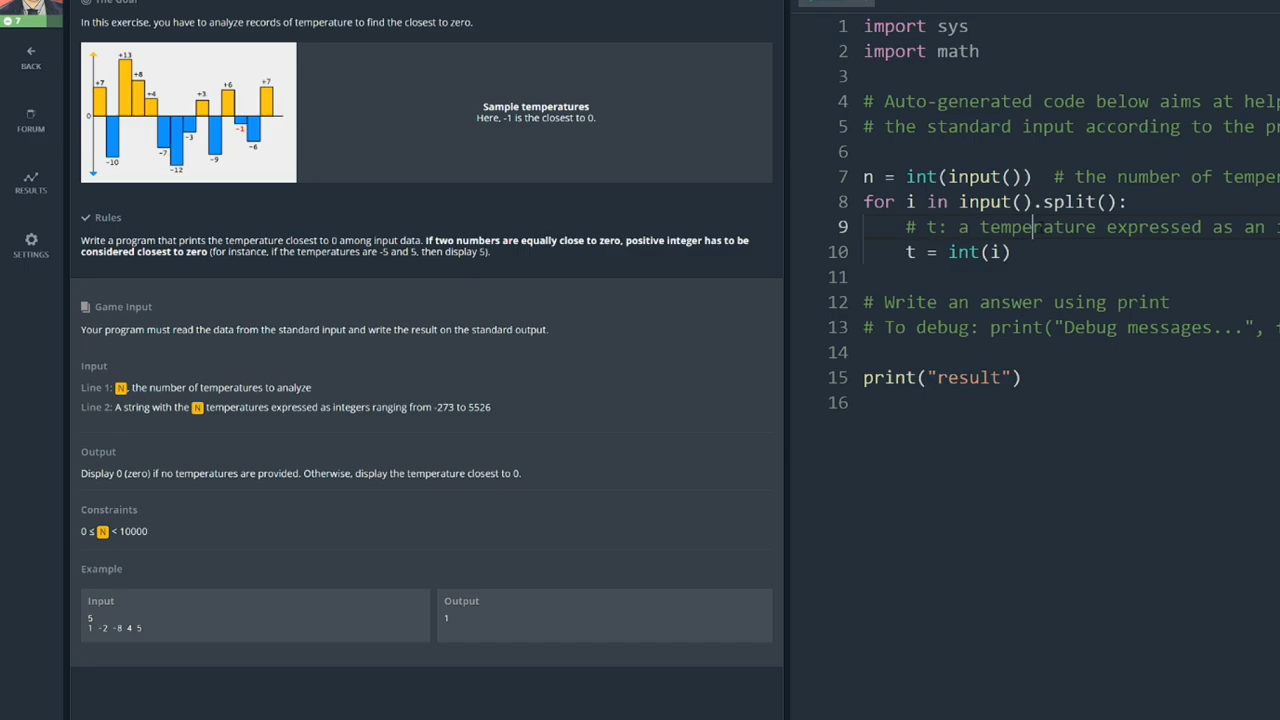 The Goal
7
In this exercise, you have to analyze records of temperature to find the closest to zero.
BACK
FORUM
RESULTS
SETTINGS
+13
+8
+7
+4
+3
+6
+7
0
-10
-7
-12
-3
-9
-1
-6
Sample temperatures
Here, -1 is the closest to 0.
Rules
Write a program that prints the temperature closest to 0 among input data. If two numbers are equally close to zero, positive integer has to be
considered closest to zero (for instance, if the temperatures are -5 and 5, then display 5).
Game Input
Your program must read the data from the standard input and write the result on the standard output.
Input
Line 1: N, the number of temperatures to analyze
Line 2: A string with the N temperatures expressed as integers ranging from -273 to 5526
Output
Display 0 (zero) if no temperatures are provided. Otherwise, display the temperature closest to 0.
Constraints
0 ≤ N < 10000
Example
Input
5
1 -2 -8 4 5
Output
1
1 import sys
2 import math
3
4 # Auto-generated code below aims at help
5 # the standard input according to the p
6
7 n = int(input())  # the number of tempe
8 for i in input().split():
9 # t: a temperature expressed as an
10 t = int(i)
11
12 # Write an answer using print
13 # To debug: print("Debug messages...",
14
15 print("result")
16